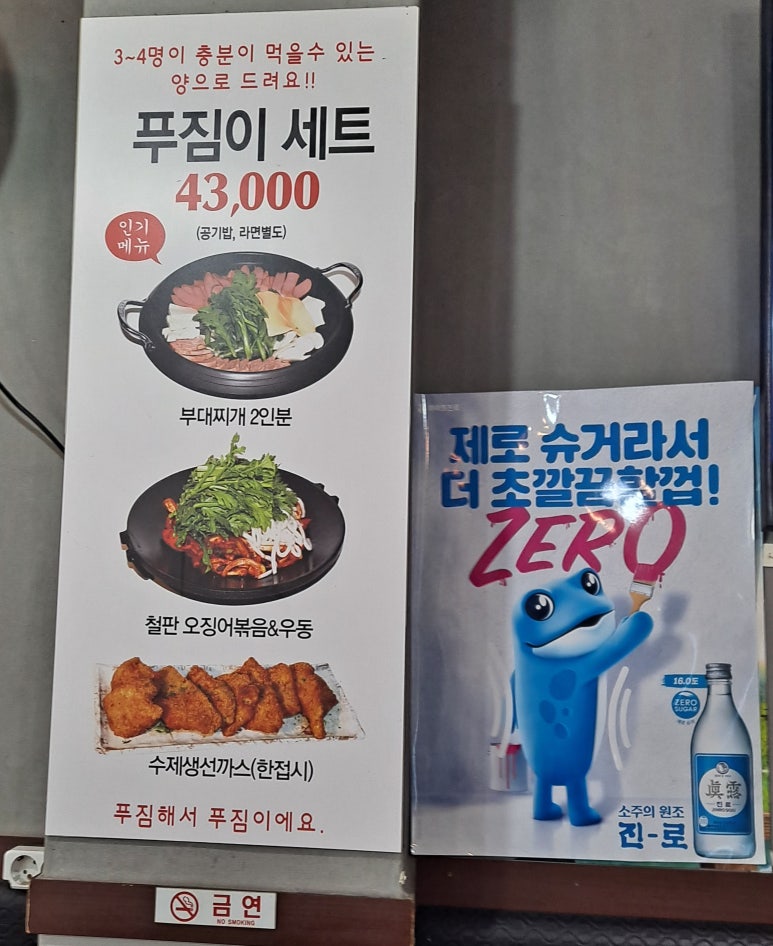 3~4명이 충분이 먹을수 있는
양으로 드려요!!
푸짐이 세트
43,000
(공기밥, 라면별도)
인기
메뉴
부대찌개 2인분
철판 오징어볶음&우동
수제생선까스(한접시)
푸짐해서 푸짐이에요.
금연
NO SMOKING
제로 슈거라서
더 초깔끔할껍!
ZERO
16.0도
ZERO
SUGAR
소주의 원조
진-로
眞露
진로